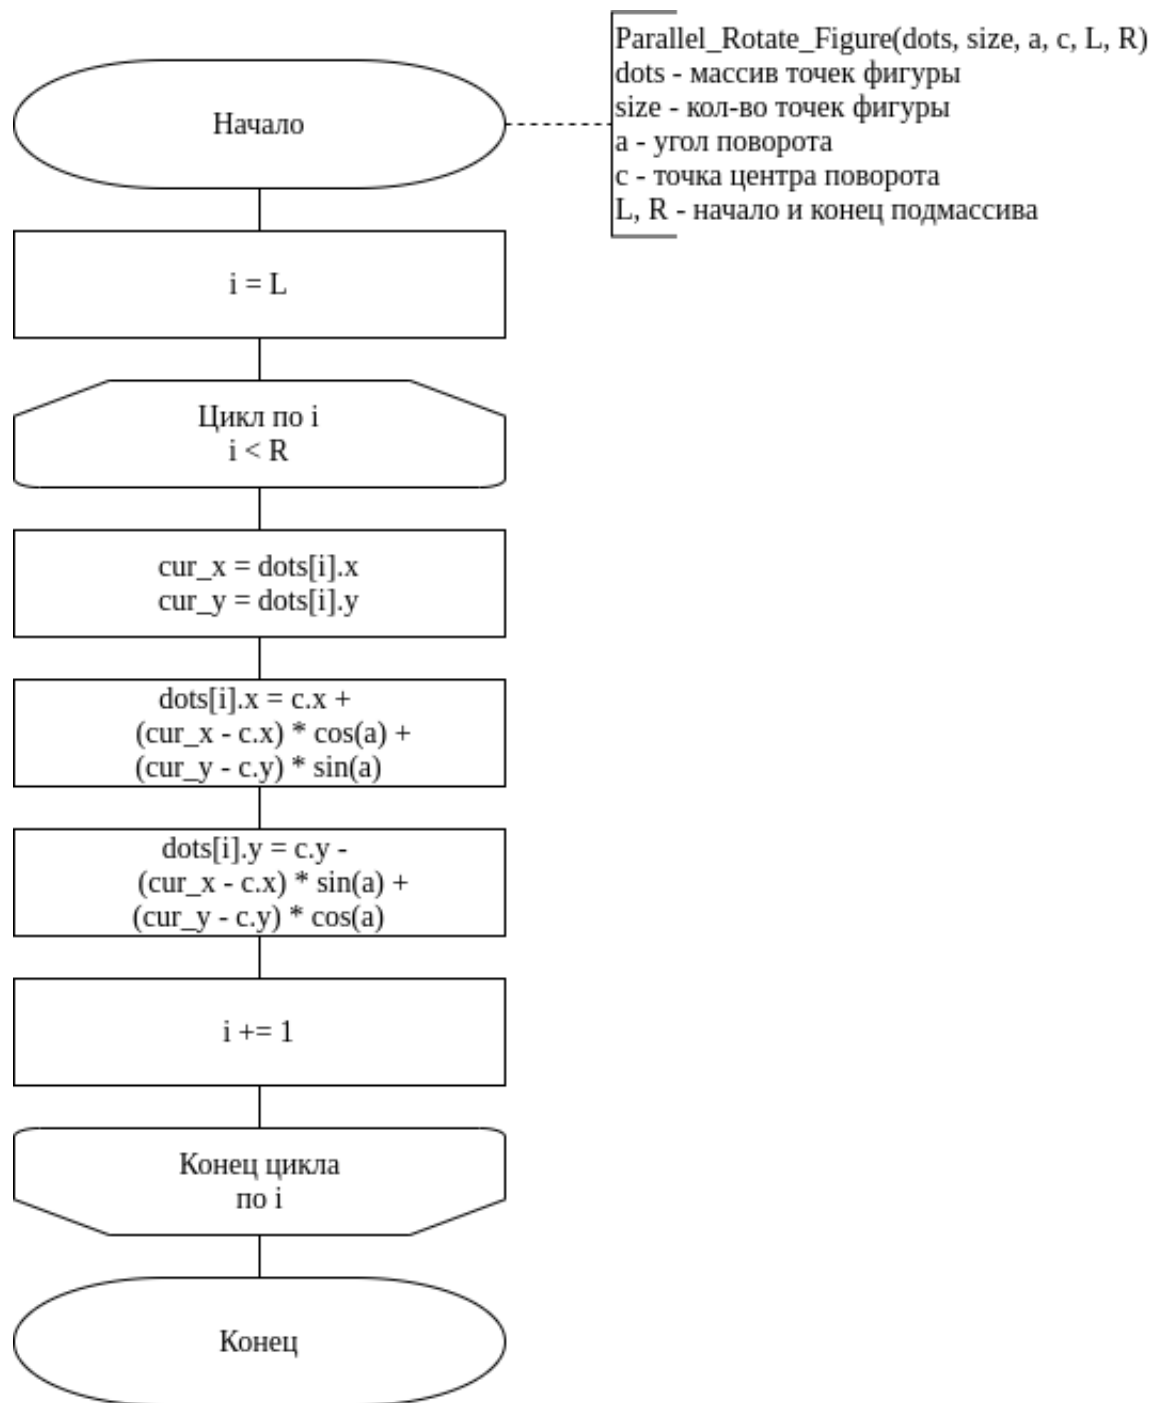 Parallel_Rotate_Figure(dots, size, a, c, L, R)
dots - массив точек фигуры
size - кол-во точек фигуры
a - угол поворота
c - точка центра поворота
L, R - начало и конец подмассива
Начало
i = L
Цикл по i
i < R
cur_x = dots[i].x
cur_y = dots[i].y
dots[i].x = c.x +
(cur_x - c.x) * cos(a) +
(cur_y - c.y) * sin(a)
dots[i].y = c.y -
(cur_x - c.x) * sin(a) +
(cur_y - c.y) * cos(a)
i += 1
Конец цикла
по i
Конец